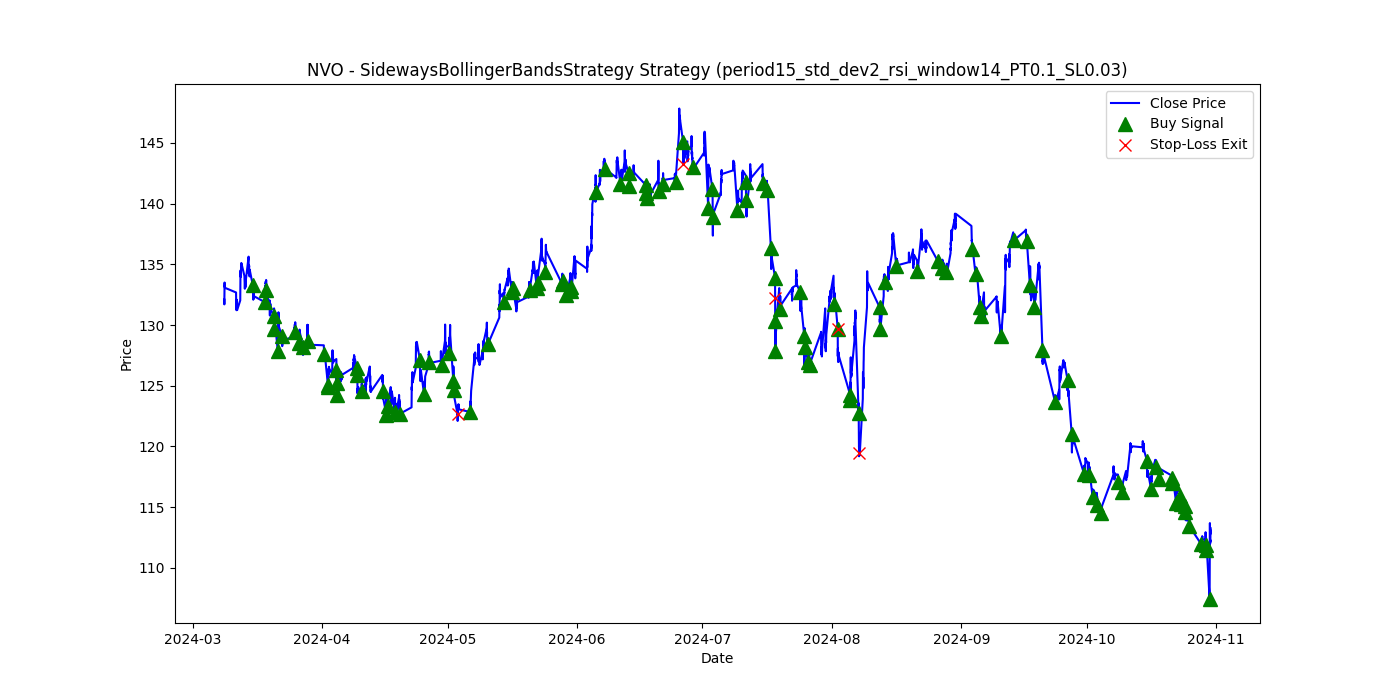 NVO - SidewaysBollingerBandsStrategy Strategy (period15_std_dev2_rsi_window14_PT0.1_SL0.03)
Close Price
Buy Signal
Stop-Loss Exit
145
140
135
130
125
120
115
110
Price
2024-03 2024-04 2024-05 2024-06 2024-07 2024-08 2024-09 2024-10 2024-11
Date